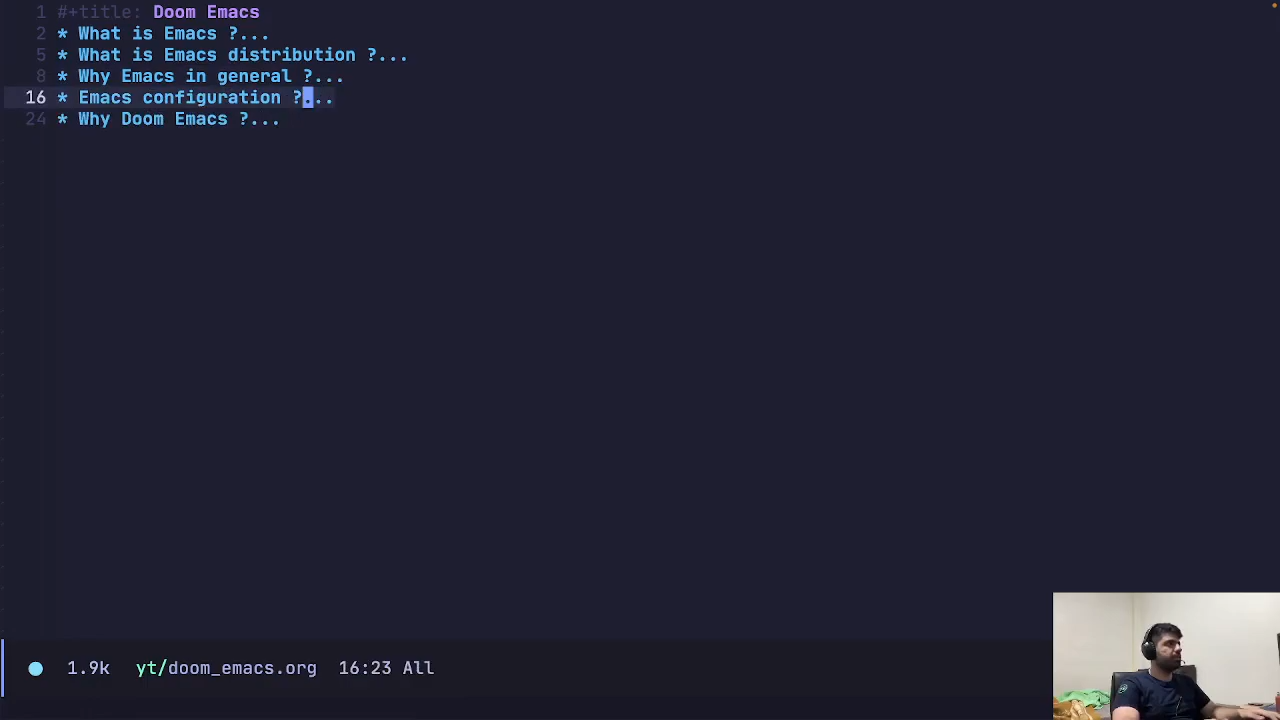 1 #+title: Doom Emacs
2 * What is Emacs ?...
5 * What is Emacs distribution ?...
8 * Why Emacs in general ?...
16 * Emacs configuration ?...
24 * Why Doom Emacs ?...
1.9k yt/doom_emacs.org 16:23 All